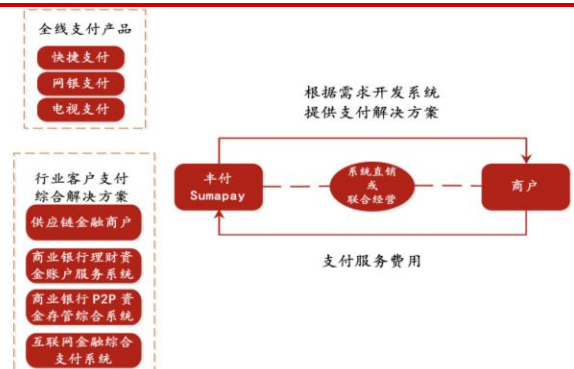 全线支付产品
快捷支付
网银支付
电视支付
行业客户支付
综合解决方案
供应链金融商户
商业银行理财资
金账户服务系统
商业银行 P2P 资
金存管综合系统
互联网金融综合
支付系统
根据需求开发系统
提供支付解决方案
丰付
Sumapay
系统直销
或
联合经营
商户
支付服务费用